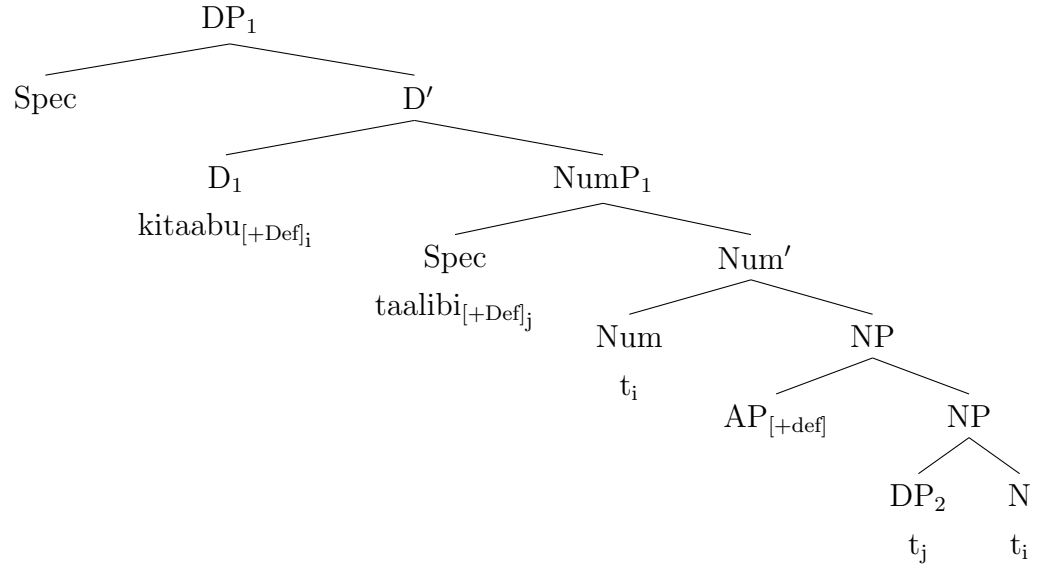 DP₁
Spec D′
D₁ NumP₁
kitaabu[+Def]ᵢ
Spec Num′
taalibi[+Def]ⱼ
Num NP
tᵢ
AP[+def] NP
DP₂ N
tⱼ tᵢ